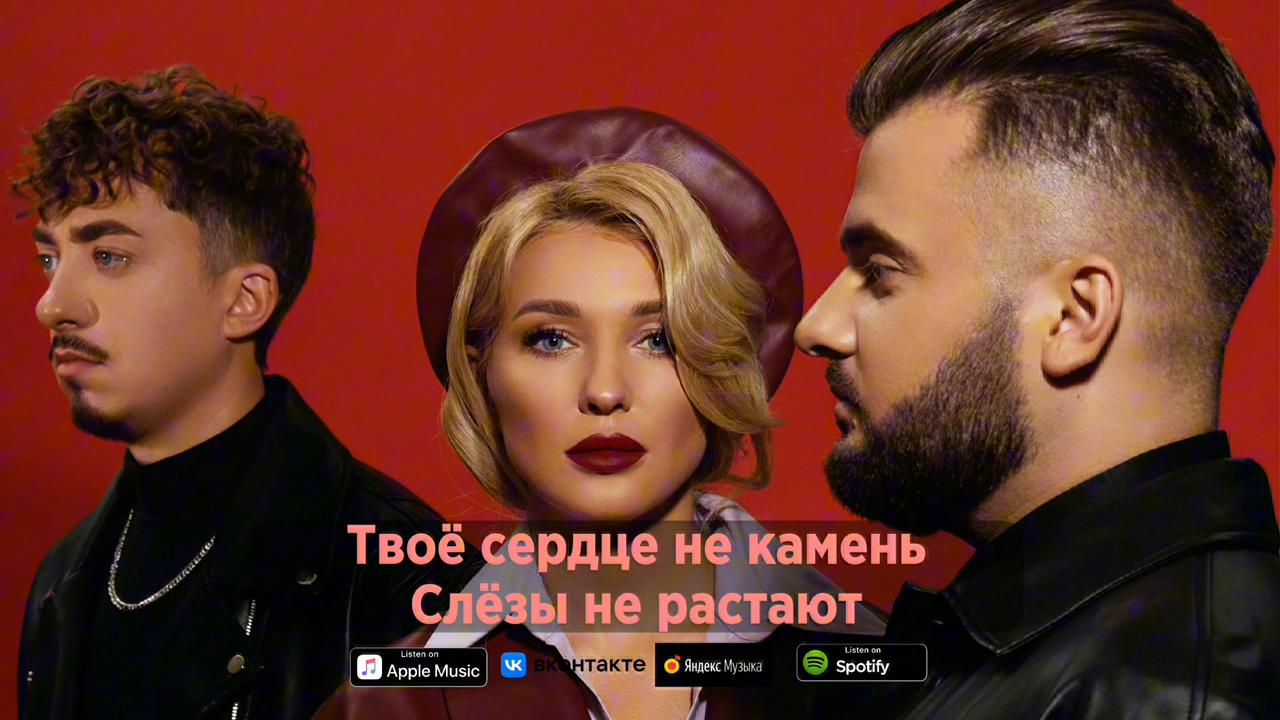 Твоё сердце не камень
Слёзы не растают
Listen on
Apple Music
вконтакте
Яндекс Музыка
Listen on
Spotify